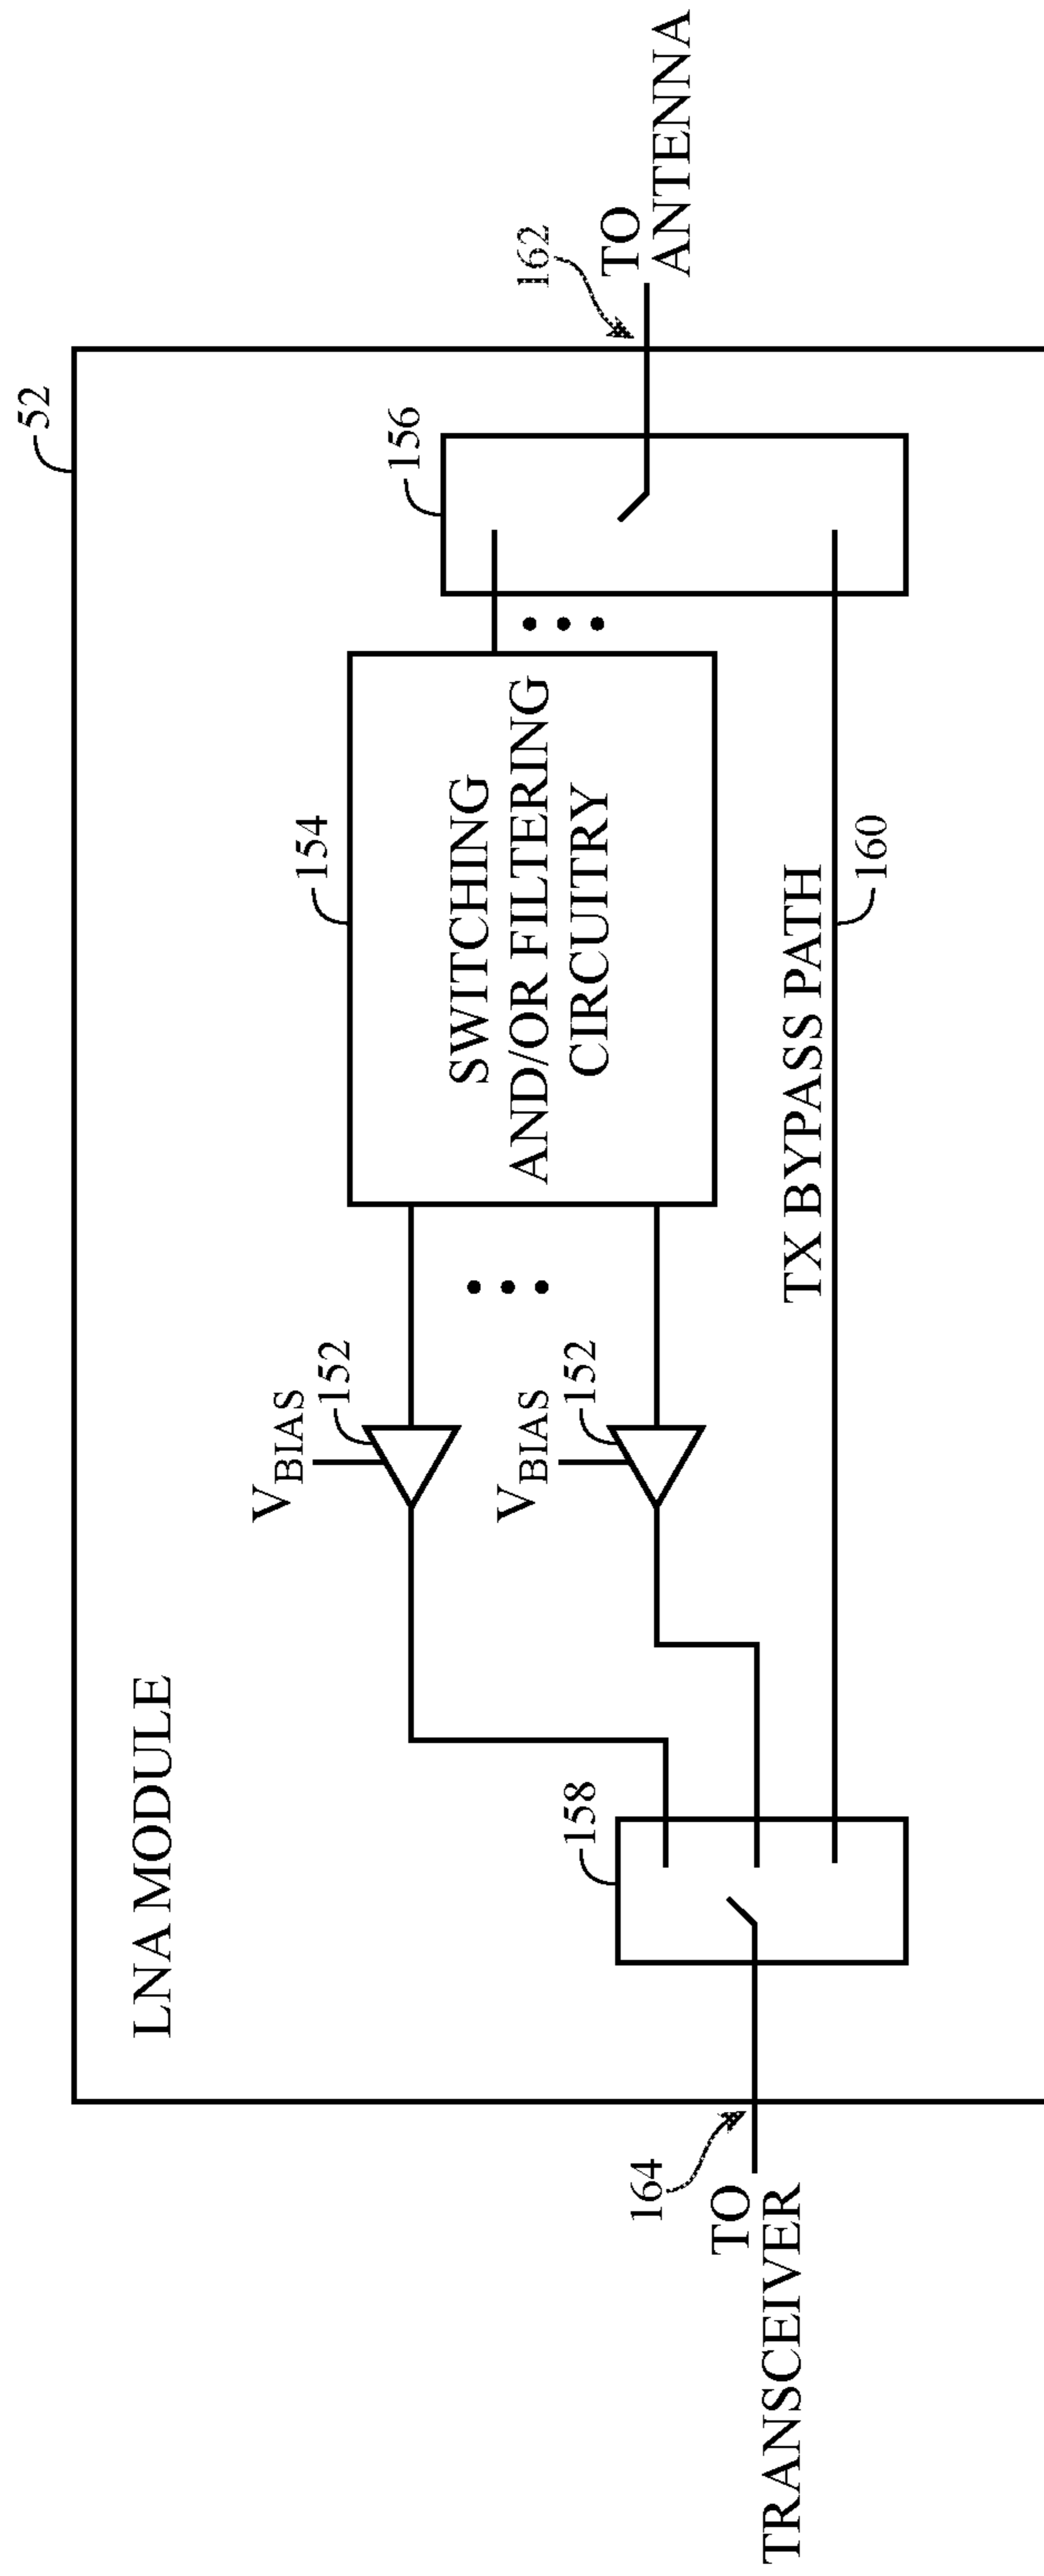 52
LNA MODULE
V BIAS
152
V BIAS
152
154
SWITCHING
AND/OR FILTERING
CIRCUITRY
156
158
162
TO
ANTENNA
164
TO
TRANSCEIVER
TX BYPASS PATH
160